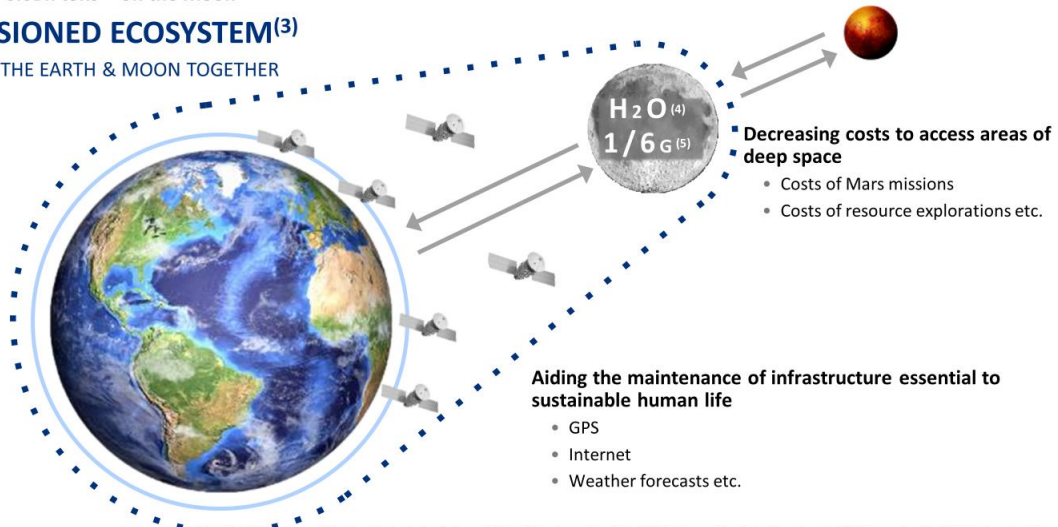 SIONED ECOSYSTEM(3)
THE EARTH & MOON TOGETHER
H2O(4)
1/6G(5)
Decreasing costs to access areas of
deep space
• Costs of Mars missions
• Costs of resource explorations etc.
Aiding the maintenance of infrastructure essential to
sustainable human life
• GPS
• Internet
• Weather forecasts etc.